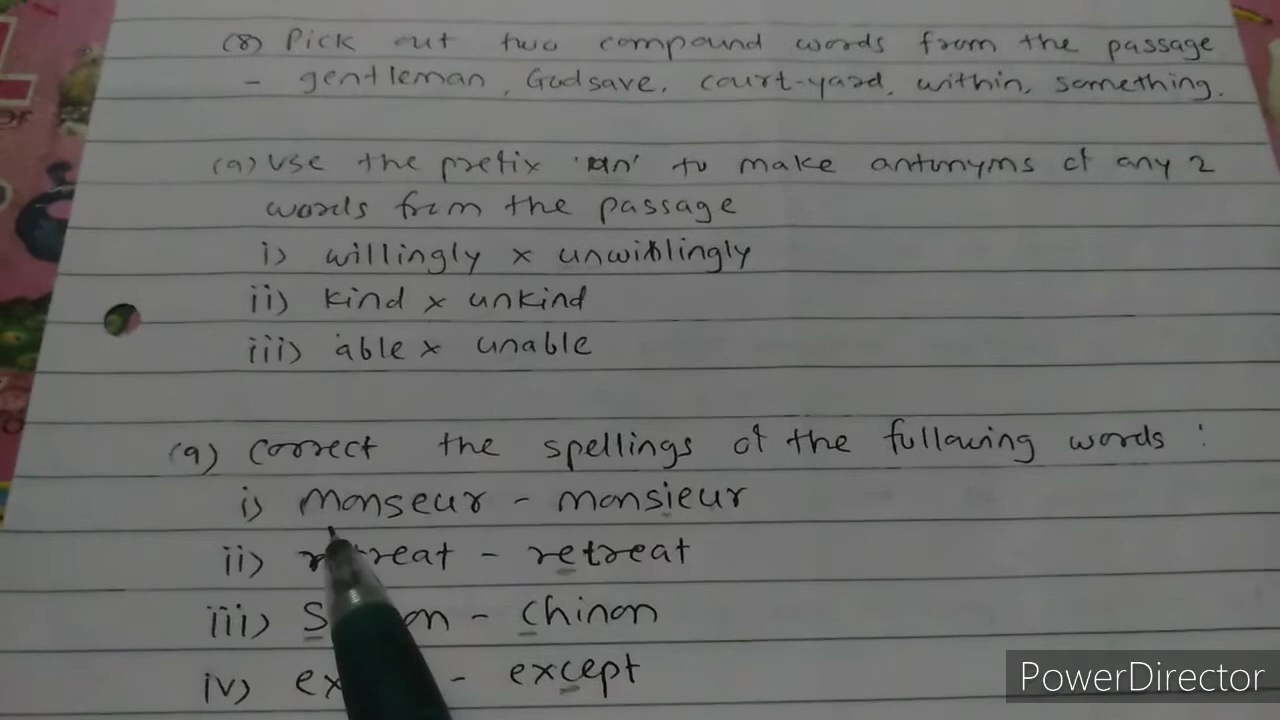 (8) Pick out two compound words from the passage
- gentleman, Godsave, court-yard, within, something.
(9) Use the prefix 'un' to make antonyms of any 2
words from the passage
i) willingly x unwillingly
ii) kind x unkind
iii) able x unable
(9) Correct the spellings of the following words :
i) monseur - monsieur
ii) - retreat
iii) - Chinon
iv) - except
PowerDirector